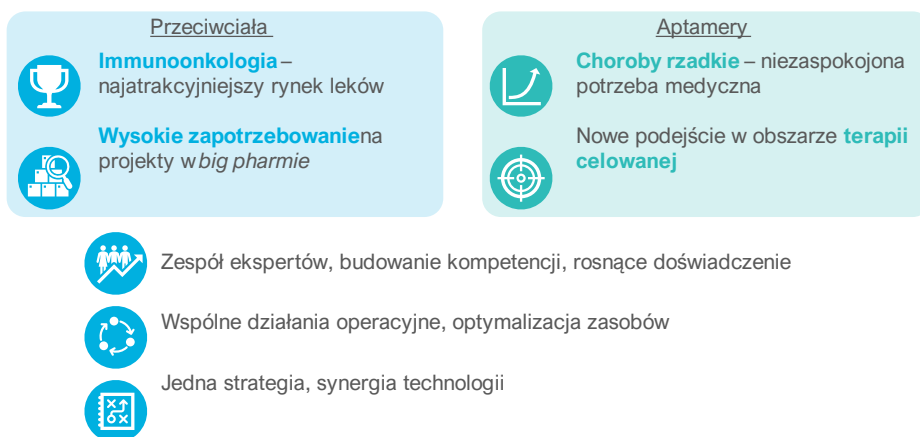 Przeciwciała
Immunoonkologia –
najatrakcyjniejszy rynek leków
Wysokie zapotrzebowaniena
projekty w big pharmie
Aptamery
Choroby rzadkie – niezaspokojona
potrzeba medyczna
Nowe podejście w obszarze terapii
celowanej
Zespół ekspertów, budowanie kompetencji, rosnące doświadczenie
Wspólne działania operacyjne, optymalizacja zasobów
Jedna strategia, synergia technologii